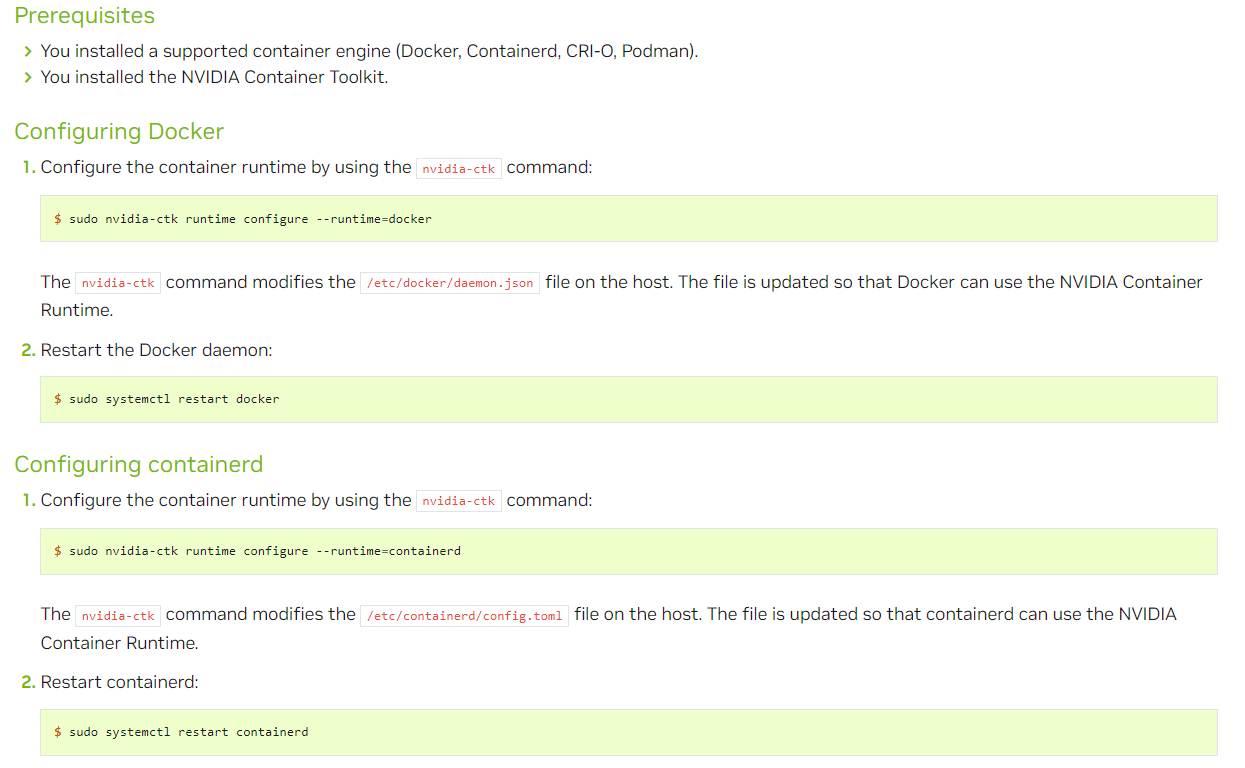 Prerequisites
You installed a supported container engine (Docker, Containerd, CRI-O, Podman).
You installed the NVIDIA Container Toolkit.
Configuring Docker
1. Configure the container runtime by using the nvidia-ctk command:
$ sudo nvidia-ctk runtime configure --runtime=docker
The nvidia-ctk command modifies the /etc/docker/daemon.json file on the host. The file is updated so that Docker can use the NVIDIA Container
Runtime.
2. Restart the Docker daemon:
$ sudo systemctl restart docker
Configuring containerd
1. Configure the container runtime by using the nvidia-ctk command:
$ sudo nvidia-ctk runtime configure --runtime=containerd
The nvidia-ctk command modifies the /etc/containerd/config.toml file on the host. The file is updated so that containerd can use the NVIDIA
Container Runtime.
2. Restart containerd:
$ sudo systemctl restart containerd